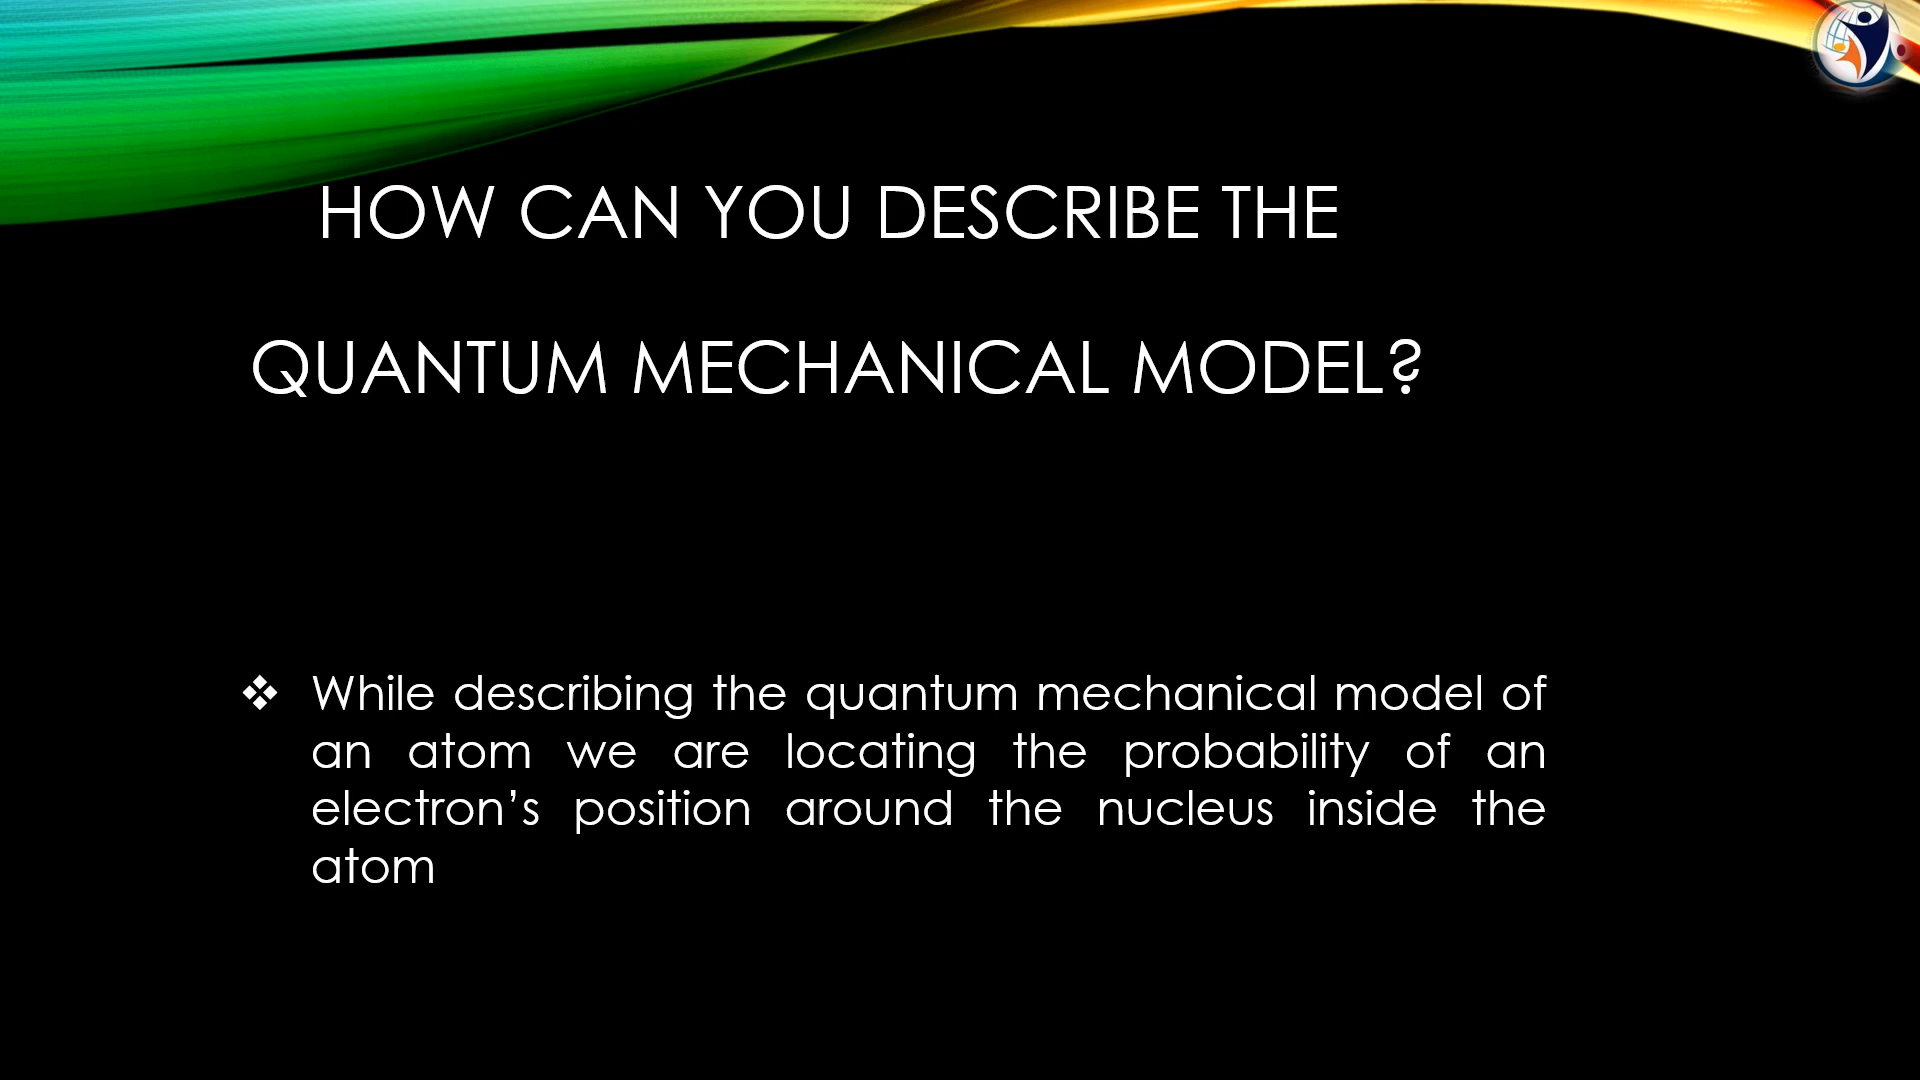 HOW CAN YOU DESCRIBE THE
QUANTUM MECHANICAL MODEL?
❖ While describing the quantum mechanical model of
an atom we are locating the probability of an
electron’s position around the nucleus inside the
atom